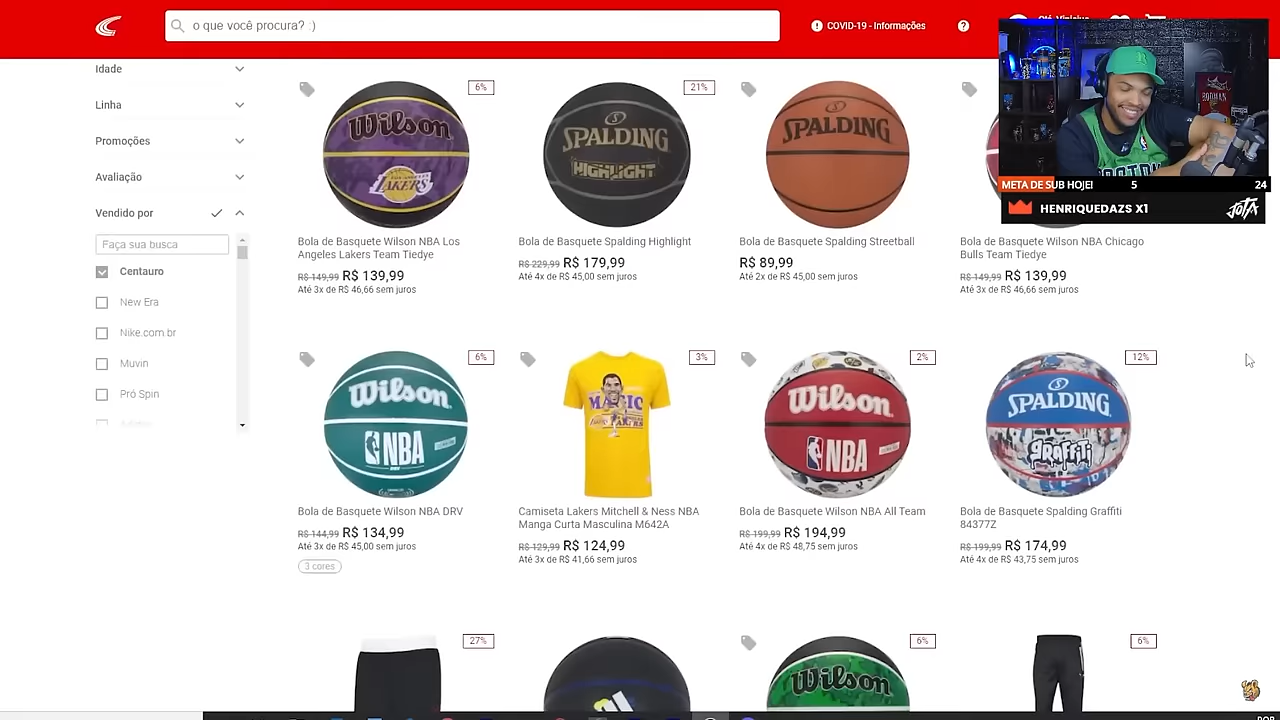 o que você procura? :)
COVID-19 - Informações
Idade
Linha
Promoções
Avaliação
Vendido por
Faça sua busca
Centauro
New Era
Nike.com.br
Muvin
Pró Spin
6%
Wilson
LAKERS
Bola de Basquete Wilson NBA Los
Angeles Lakers Team Tiedye
R$ 149,99 R$ 139,99
Até 3x de R$ 46,66 sem juros
21%
SPALDING
HIGHLIGHT
Bola de Basquete Spalding Highlight
R$ 229,99 R$ 179,99
Até 4x de R$ 45,00 sem juros
SPALDING
Bola de Basquete Spalding Streetball
R$ 89,99
Até 2x de R$ 45,00 sem juros
Bola de Basquete Wilson NBA Chicago
Bulls Team Tiedye
R$ 149,99 R$ 139,99
Até 3x de R$ 46,66 sem juros
META DE SUB HOJE! 5 24
HENRIQUEDAZS X1
JOTA
6%
Wilson
NBA
Bola de Basquete Wilson NBA DRV
R$ 144,99 R$ 134,99
Até 3x de R$ 45,00 sem juros
3 cores
3%
MAGIC
LAKERS
Camiseta Lakers Mitchell & Ness NBA
Manga Curta Masculina M642A
R$ 129,99 R$ 124,99
Até 3x de R$ 41,66 sem juros
2%
Wilson
NBA
Bola de Basquete Wilson NBA All Team
R$ 199,99 R$ 194,99
Até 4x de R$ 48,75 sem juros
12%
SPALDING
graffiti
Bola de Basquete Spalding Graffiti
84377Z
R$ 199,99 R$ 174,99
Até 4x de R$ 43,75 sem juros
27%
6%
Wilson
6%